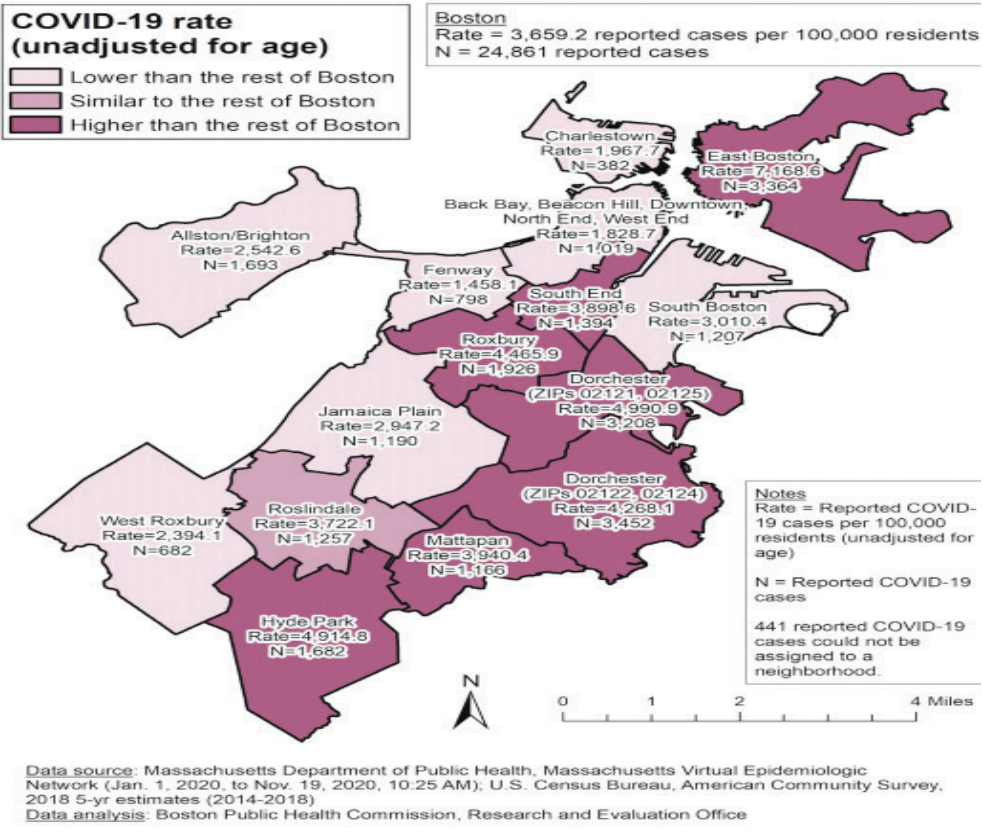 COVID-19 rate
(unadjusted for age)
Lower than the rest of Boston
Similar to the rest of Boston
Higher than the rest of Boston
Boston
Rate = 3,659.2 reported cases per 100,000 residents
N = 24,861 reported cases
Charlestown
Rate=1,967.7
N=382
East Boston
Rate=7,168.6
N=3,364
Back Bay, Beacon Hill, Downtown,
North End, West End
Rate=1,828.7
N=1,019
Allston/Brighton
Rate=2,542.6
N=1,693
Fenway
Rate=1,458.1
N=798
South End
Rate=3,898.6
N=1,394
South Boston
Rate=3,010.4
N=1,207
Roxbury
Rate=4,465.9
N=1,926
Dorchester
(ZIPs 02121, 02125)
Rate=4,990.9
N=3,208
Jamaica Plain
Rate=2,947.2
N=1,190
Dorchester
(ZIPs 02122, 02124)
Rate=4,268.1
N=3,452
Roslindale
Rate=3,722.1
N=1,257
West Roxbury
Rate=2,394.1
N=682
Mattapan
Rate=3,940.4
N=1,166
Hyde Park
Rate=4,914.8
N=1,682
Notes
Rate = Reported COVID-
19 cases per 100,000
residents (unadjusted for
age)
N = Reported COVID-19
cases
441 reported COVID-19
cases could not be
assigned to a
neighborhood.
N
0 1 2 4 Miles
Data source: Massachusetts Department of Public Health, Massachusetts Virtual Epidemiologic
Network (Jan. 1, 2020, to Nov. 19, 2020, 10:25 AM); U.S. Census Bureau, American Community Survey,
2018 5-yr estimates (2014-2018)
Data analysis: Boston Public Health Commission, Research and Evaluation Office